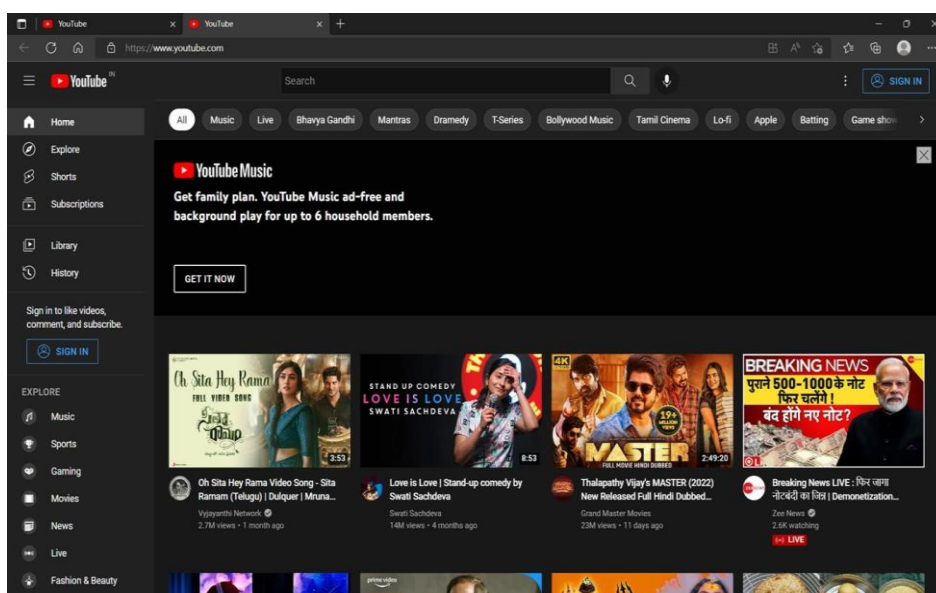 YouTube
YouTube
https://www.youtube.com
YouTube IN
Search
SIGN IN
Home
Explore
Shorts
Subscriptions
Library
History
Sign in to like videos,
comment, and subscribe.
SIGN IN
EXPLORE
Music
Sports
Gaming
Movies
News
Live
Fashion & Beauty
All
Music
Live
Bhavya Gandhi
Mantras
Dramedy
T-Series
Bollywood Music
Tamil Cinema
Lo-fi
Apple
Batting
Game show
YouTube Music
Get family plan. YouTube Music ad-free and
background play for up to 6 household members.
GET IT NOW
Oh Sita Hey Rama
FULL VIDEO SONG
3:53
Oh Sita Hey Rama Video Song - Sita
Ramam (Telugu) | Dulquer | Mruna...
Vyjayanthi Network
2.7M views • 1 month ago
STAND UP COMEDY
LOVE IS LOVE
SWATI SACHDEVA
8:53
Love is Love | Stand-up comedy by
Swati Sachdeva
Swati Sachdeva
14M views • 4 months ago
4K
19+
MILLION
VIEWS
MASTER
FULL MOVIE HINDI DUBBED
2:49:20
Thalapathy Vijay's MASTER (2022)
New Released Full Hindi Dubbed...
Grand Master Movies
23M views • 11 days ago
BREAKING NEWS
पुराने 500-1000 के नोट
फिर चलेंगे !
बंद होंगे नए नोट?
Breaking News LIVE : फिर जागा
नोटबंदी का जिन्न | Demonetization...
Zee News
2.6K watching
LIVE
prime video